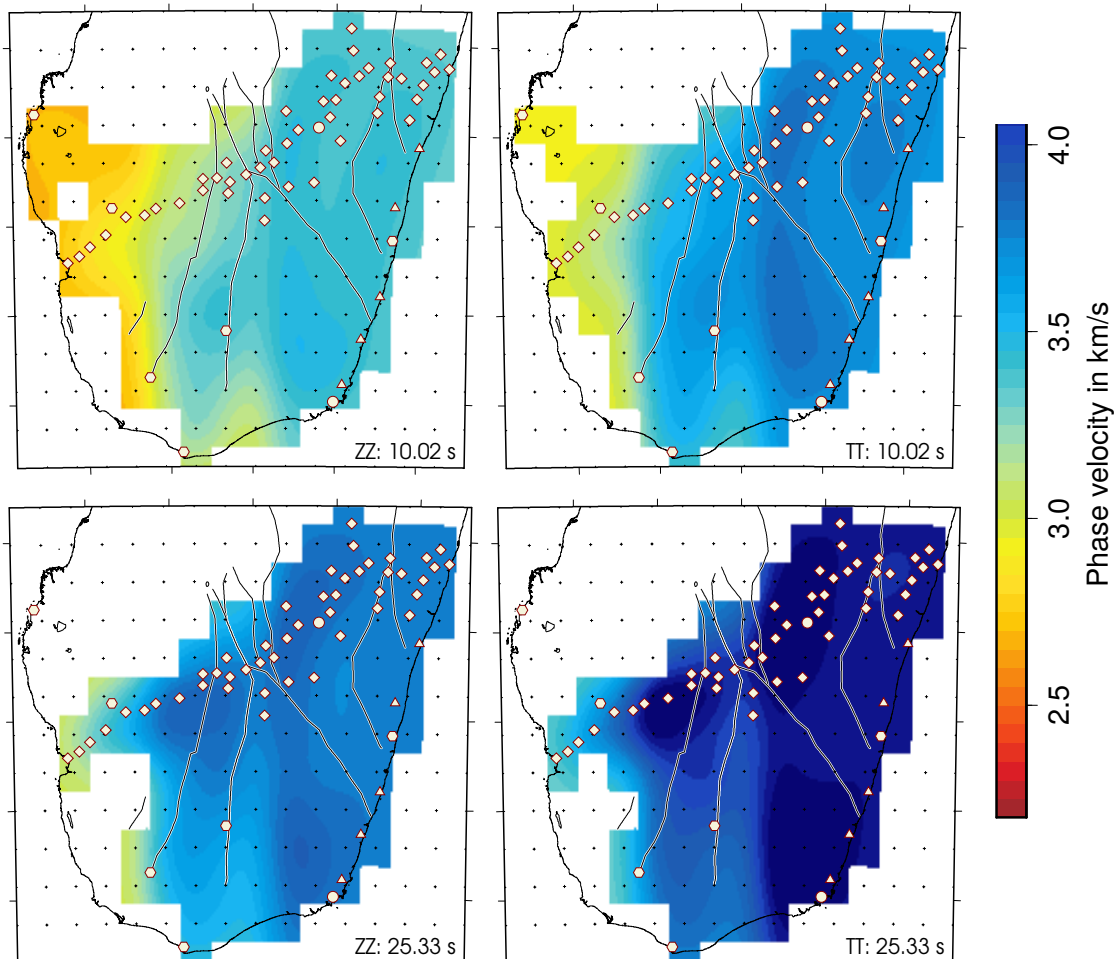 ZZ: 10.02 s
TT: 10.02 s
ZZ: 25.33 s
TT: 25.33 s
4.0
3.5
3.0
2.5
Phase velocity in km/s